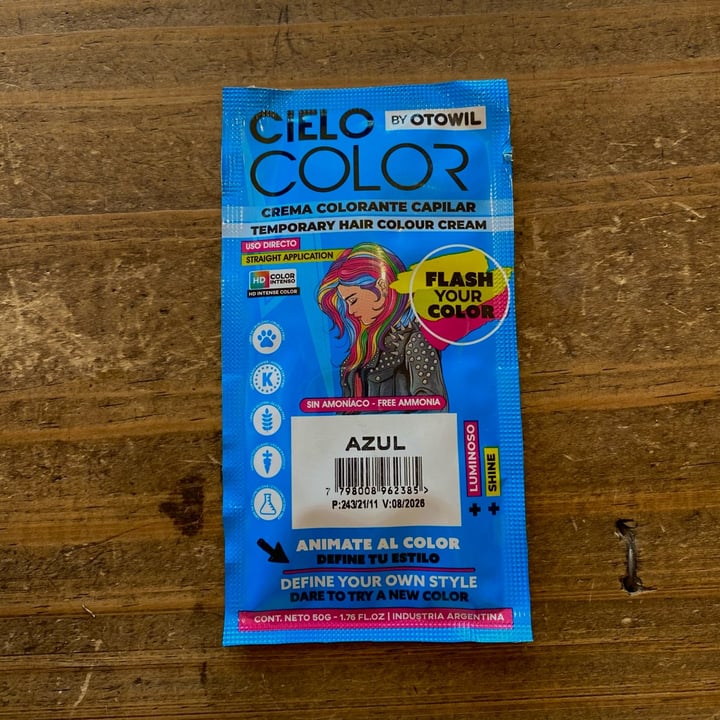 CIELO BY OTOWIL
COLOR
CREMA COLORANTE CAPILAR
TEMPORARY HAIR COLOUR CREAM
USO DIRECTO
STRAIGHT APPLICATION
HD COLOR INTENSO
HD INTENSE COLOR
FLASH
YOUR
COLOR
K
SIN AMONÍACO - FREE AMMONIA
AZUL
7 798008 962385 >
P:243/21/11 V:08/2026
LUMINOSO
SHINE
ANIMATE AL COLOR
DEFINE TU ESTILO
DEFINE YOUR OWN STYLE
DARE TO TRY A NEW COLOR
CONT. NETO 50G - 1.76 FL.OZ | INDUSTRIA ARGENTINA